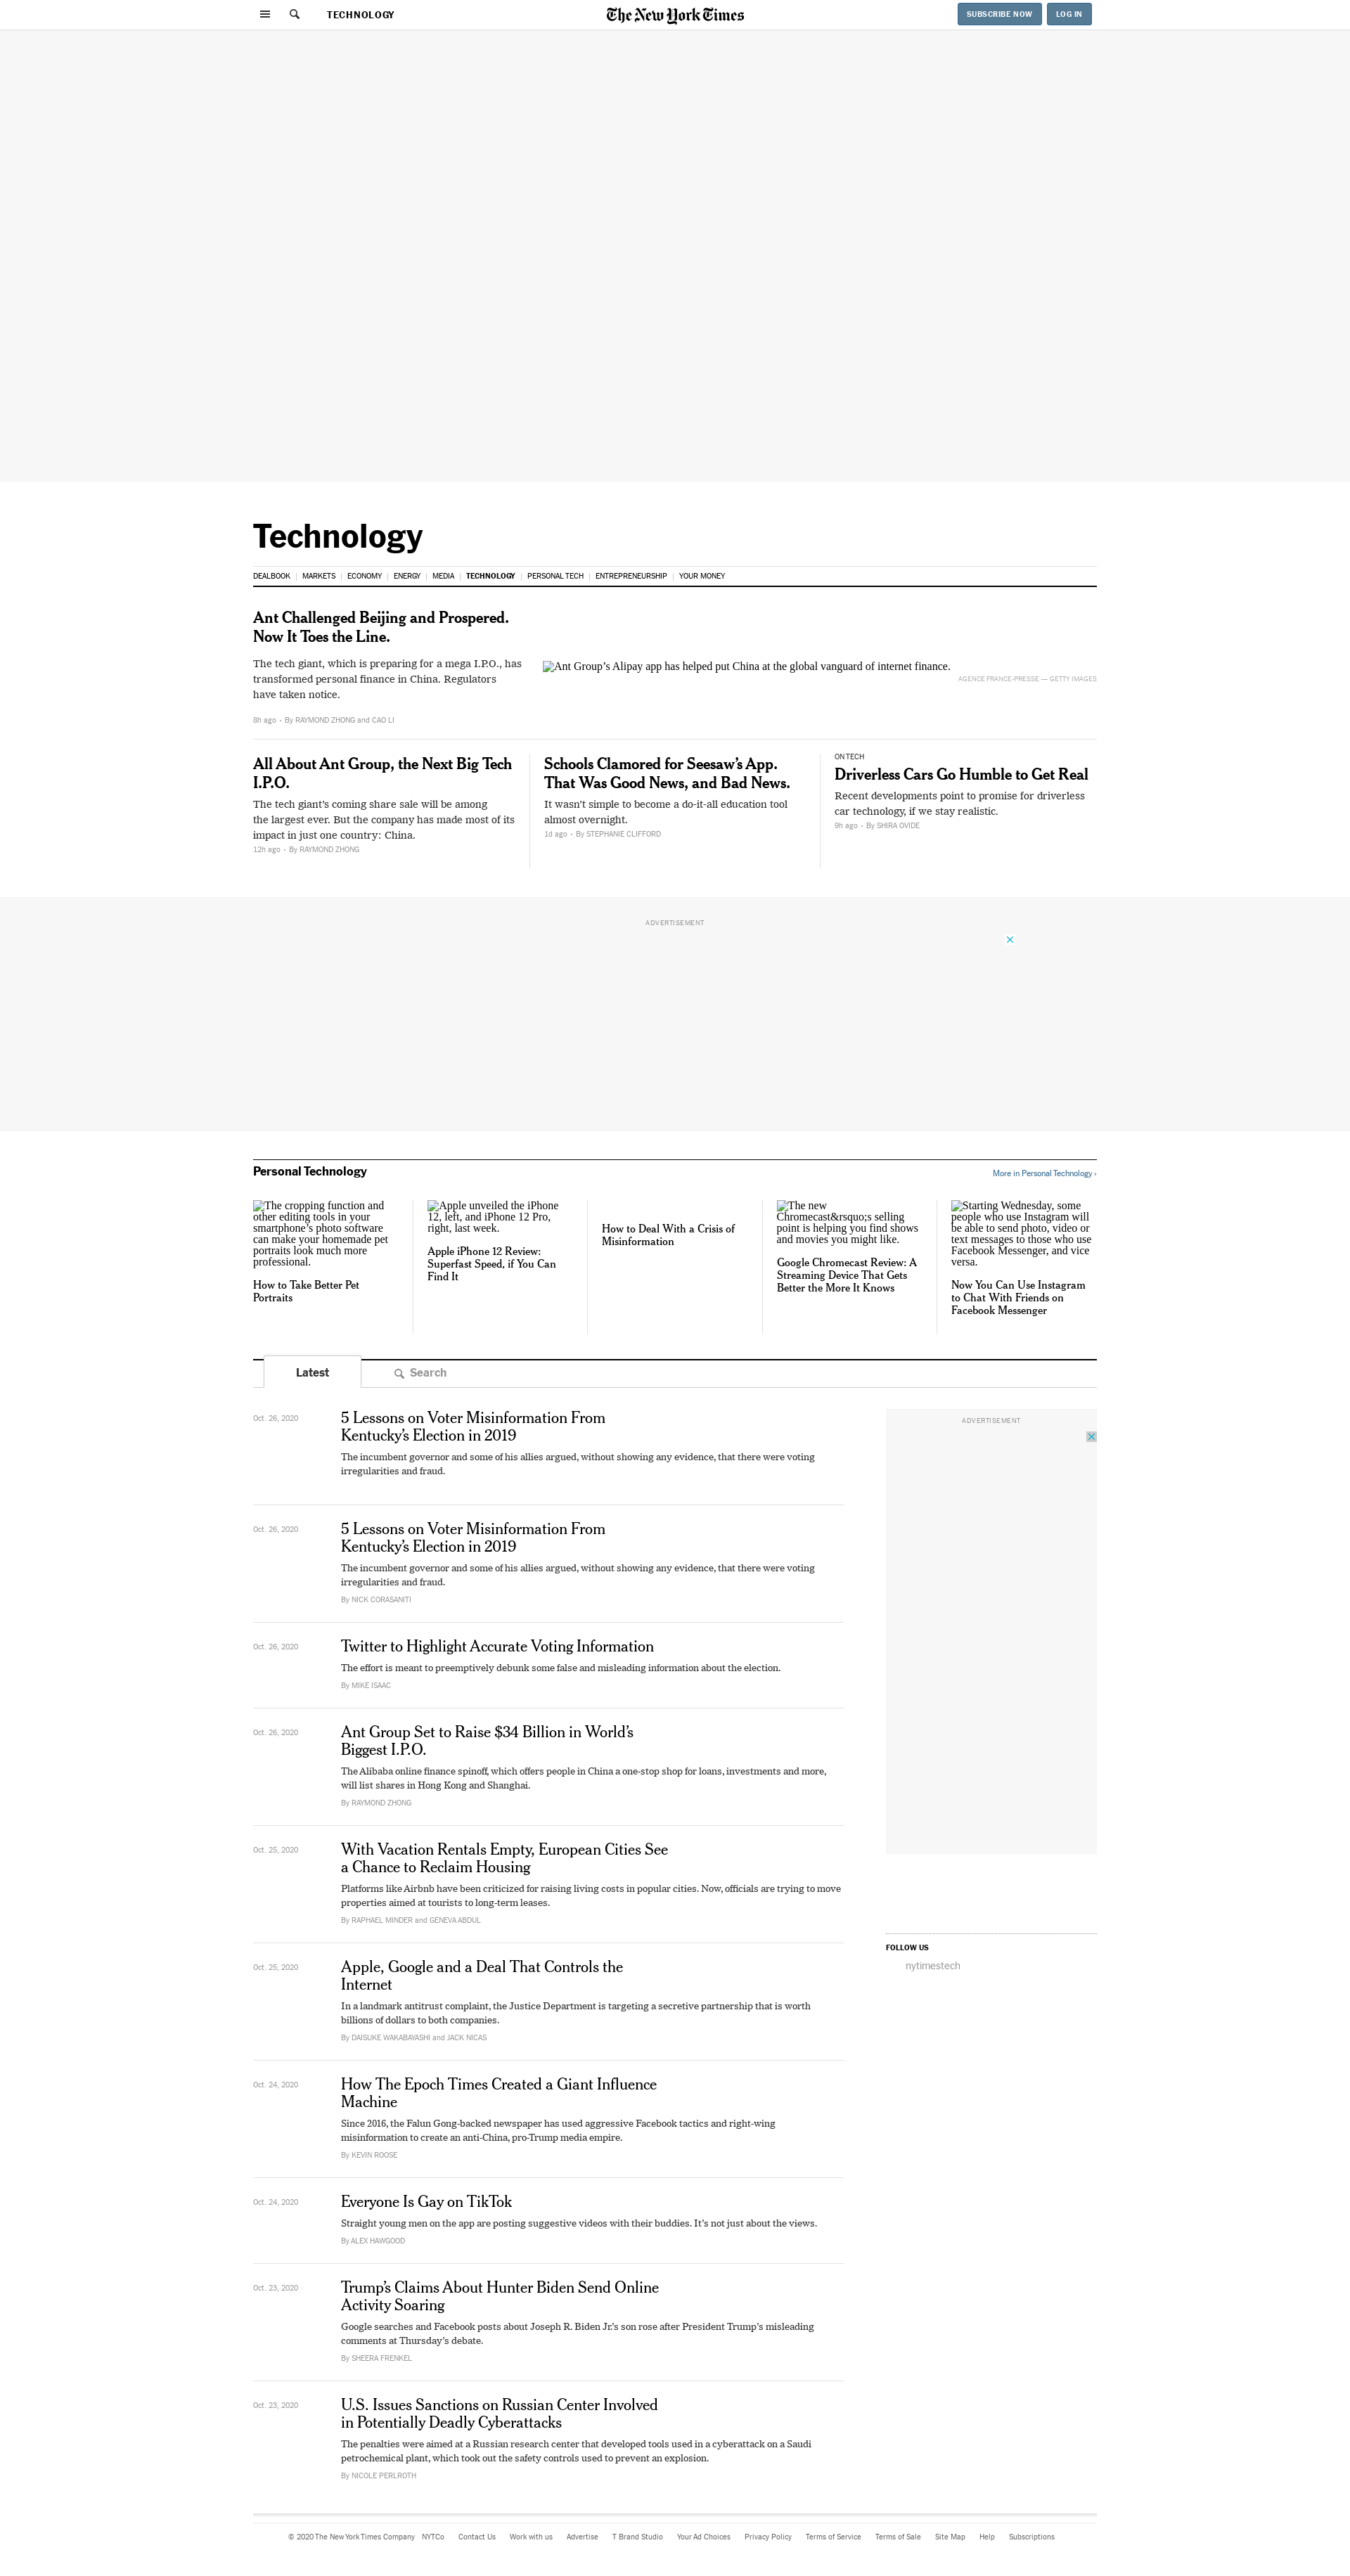 TECHNOLOGY
The New York Times
SUBSCRIBE NOW
LOG IN
Technology
DEALBOOK
MARKETS
ECONOMY
ENERGY
MEDIA
TECHNOLOGY
PERSONAL TECH
ENTREPRENEURSHIP
YOUR MONEY
Ant Challenged Beijing and Prospered.
Now It Toes the Line.
The tech giant, which is preparing for a mega I.P.O., has
transformed personal finance in China. Regulators
have taken notice.
8h ago • By RAYMOND ZHONG and CAO LI
Ant Group’s Alipay app has helped put China at the global vanguard of internet finance.
AGENCE FRANCE-PRESSE — GETTY IMAGES
All About Ant Group, the Next Big Tech
I.P.O.
The tech giant’s coming share sale will be among
the largest ever. But the company has made most of its
impact in just one country: China.
12h ago • By RAYMOND ZHONG
Schools Clamored for Seesaw’s App.
That Was Good News, and Bad News.
It wasn’t simple to become a do-it-all education tool
almost overnight.
1d ago • By STEPHANIE CLIFFORD
ON TECH
Driverless Cars Go Humble to Get Real
Recent developments point to promise for driverless
car technology, if we stay realistic.
9h ago • By SHIRA OVIDE
ADVERTISEMENT
Personal Technology
More in Personal Technology ›
The cropping function and
other editing tools in your
smartphone’s photo software
can make your homemade pet
portraits look much more
professional.
How to Take Better Pet
Portraits
Apple unveiled the iPhone
12, left, and iPhone 12 Pro,
right, last week.
Apple iPhone 12 Review:
Superfast Speed, if You Can
Find It
How to Deal With a Crisis of
Misinformation
The new
Chromecast&rsquo;s selling
point is helping you find shows
and movies you might like.
Google Chromecast Review: A
Streaming Device That Gets
Better the More It Knows
Starting Wednesday, some
people who use Instagram will
be able to send photo, video or
text messages to those who use
Facebook Messenger, and vice
versa.
Now You Can Use Instagram
to Chat With Friends on
Facebook Messenger
Latest
Search
Oct. 26, 2020
5 Lessons on Voter Misinformation From
Kentucky’s Election in 2019
The incumbent governor and some of his allies argued, without showing any evidence, that there were voting
irregularities and fraud.
Oct. 26, 2020
5 Lessons on Voter Misinformation From
Kentucky’s Election in 2019
The incumbent governor and some of his allies argued, without showing any evidence, that there were voting
irregularities and fraud.
By NICK CORASANITI
Oct. 26, 2020
Twitter to Highlight Accurate Voting Information
The effort is meant to preemptively debunk some false and misleading information about the election.
By MIKE ISAAC
Oct. 26, 2020
Ant Group Set to Raise $34 Billion in World’s
Biggest I.P.O.
The Alibaba online finance spinoff, which offers people in China a one-stop shop for loans, investments and more,
will list shares in Hong Kong and Shanghai.
By RAYMOND ZHONG
Oct. 25, 2020
With Vacation Rentals Empty, European Cities See
a Chance to Reclaim Housing
Platforms like Airbnb have been criticized for raising living costs in popular cities. Now, officials are trying to move
properties aimed at tourists to long-term leases.
By RAPHAEL MINDER and GENEVA ABDUL
Oct. 25, 2020
Apple, Google and a Deal That Controls the
Internet
In a landmark antitrust complaint, the Justice Department is targeting a secretive partnership that is worth
billions of dollars to both companies.
By DAISUKE WAKABAYASHI and JACK NICAS
Oct. 24, 2020
How The Epoch Times Created a Giant Influence
Machine
Since 2016, the Falun Gong-backed newspaper has used aggressive Facebook tactics and right-wing
misinformation to create an anti-China, pro-Trump media empire.
By KEVIN ROOSE
Oct. 24, 2020
Everyone Is Gay on TikTok
Straight young men on the app are posting suggestive videos with their buddies. It’s not just about the views.
By ALEX HAWGOOD
Oct. 23, 2020
Trump’s Claims About Hunter Biden Send Online
Activity Soaring
Google searches and Facebook posts about Joseph R. Biden Jr.’s son rose after President Trump’s misleading
comments at Thursday’s debate.
By SHEERA FRENKEL
Oct. 23, 2020
U.S. Issues Sanctions on Russian Center Involved
in Potentially Deadly Cyberattacks
The penalties were aimed at a Russian research center that developed tools used in a cyberattack on a Saudi
petrochemical plant, which took out the safety controls used to prevent an explosion.
By NICOLE PERLROTH
ADVERTISEMENT
FOLLOW US
nytimestech
© 2020 The New York Times Company
NYTCo
Contact Us
Work with us
Advertise
T Brand Studio
Your Ad Choices
Privacy Policy
Terms of Service
Terms of Sale
Site Map
Help
Subscriptions